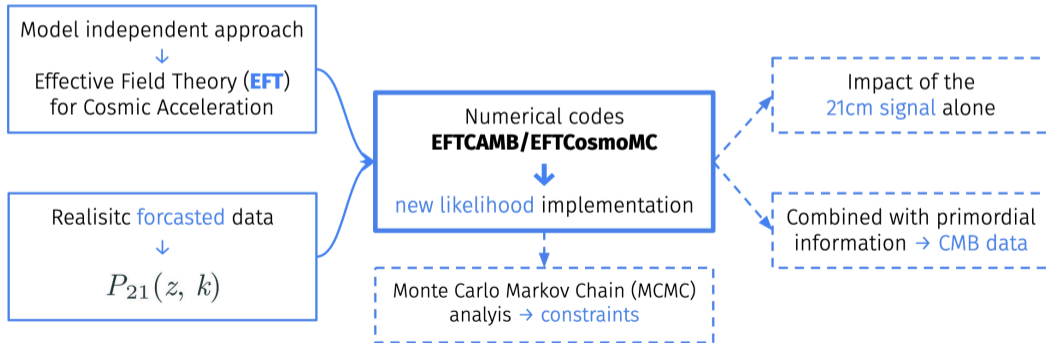 Model independent approach
↓
Effective Field Theory (EFT)
for Cosmic Acceleration
Realisitc forcasted data
↓
P₂₁(z, k)
Numerical codes
EFTCAMB/EFTCosmoMC
↓
new likelihood implementation
Monte Carlo Markov Chain (MCMC)
analyis → constraints
Impact of the
21cm signal alone
Combined with primordial
information → CMB data